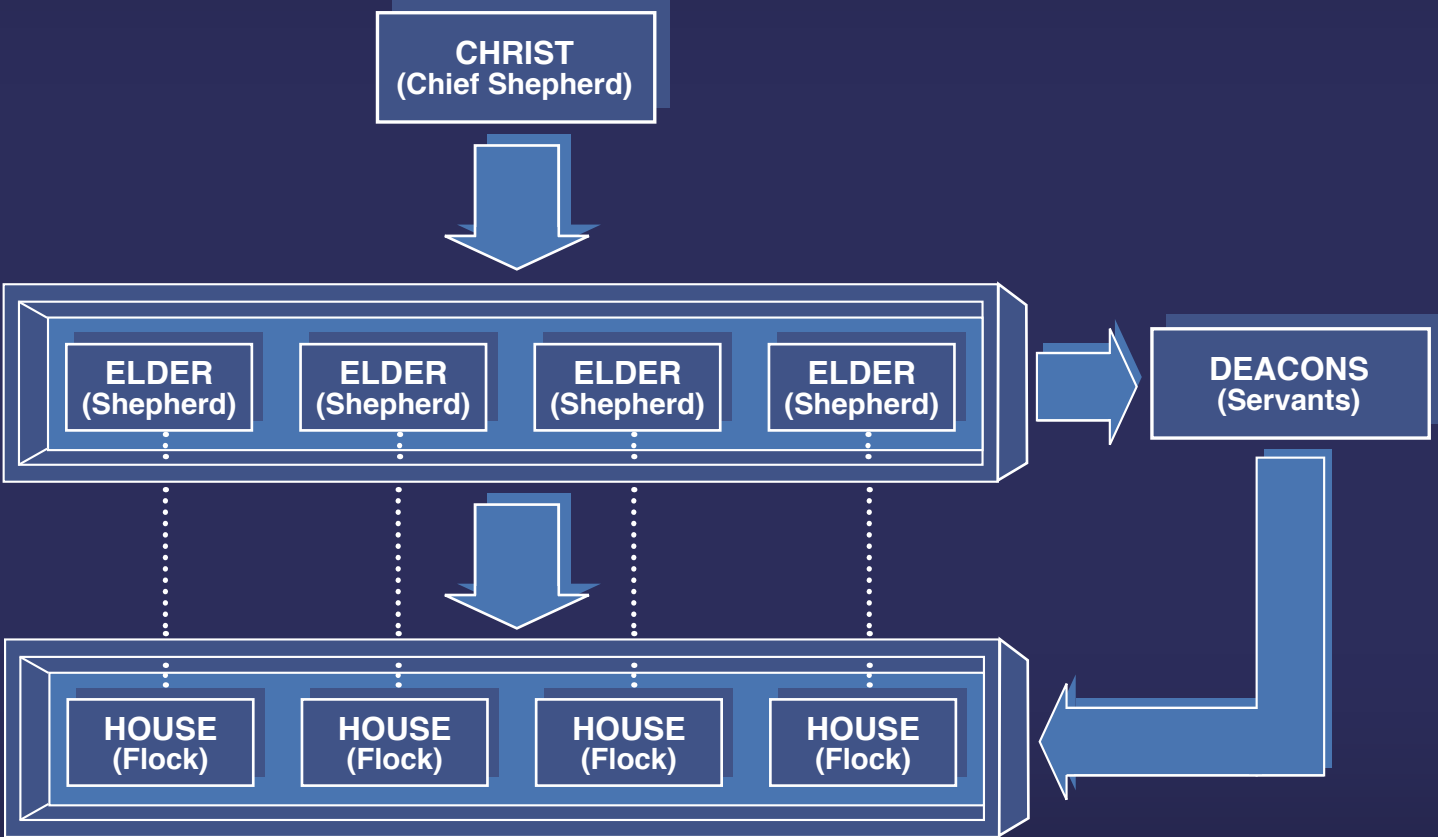 CHRIST
(Chief Shepherd)
ELDER
(Shepherd)
ELDER
(Shepherd)
ELDER
(Shepherd)
ELDER
(Shepherd)
DEACONS
(Servants)
HOUSE
(Flock)
HOUSE
(Flock)
HOUSE
(Flock)
HOUSE
(Flock)